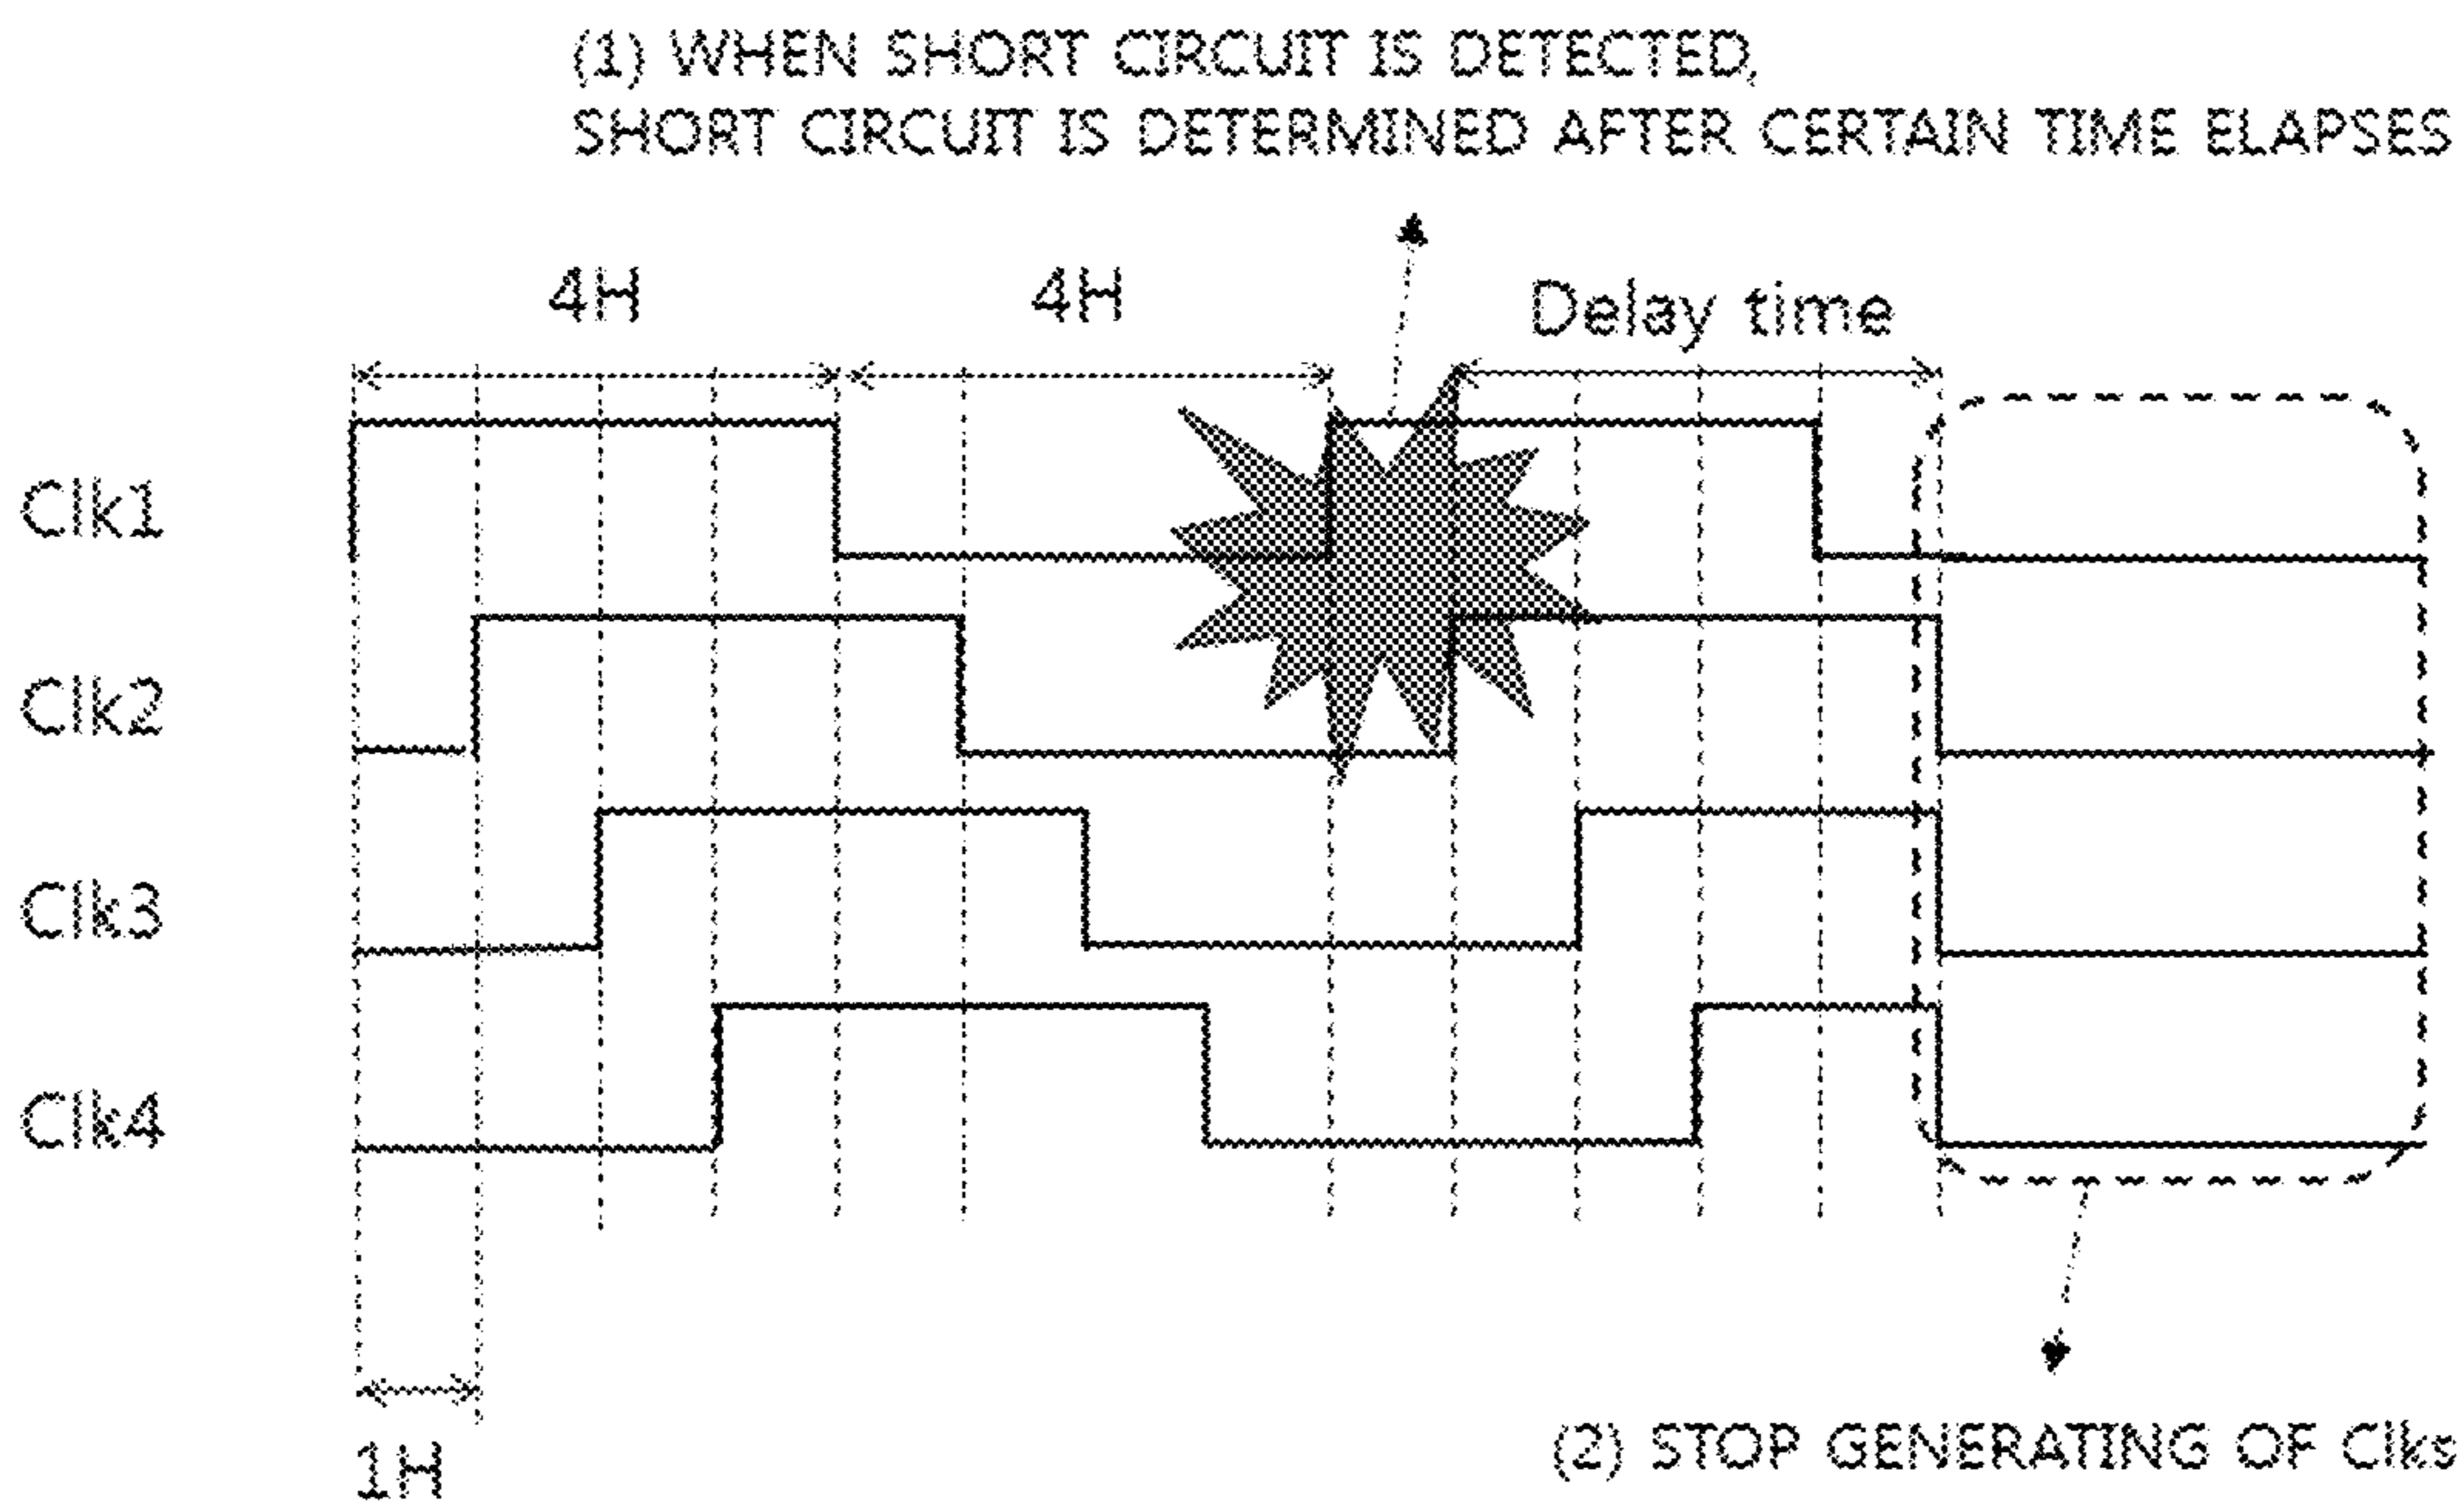 (1) WHEN SHORT CIRCUIT IS DETECTED,
SHORT CIRCUIT IS DETERMINED AFTER CERTAIN TIME ELAPSES
4H
4H
Delay time
Clk1
Clk2
Clk3
Clk4
1H
(2) STOP GENERATING OF Clks